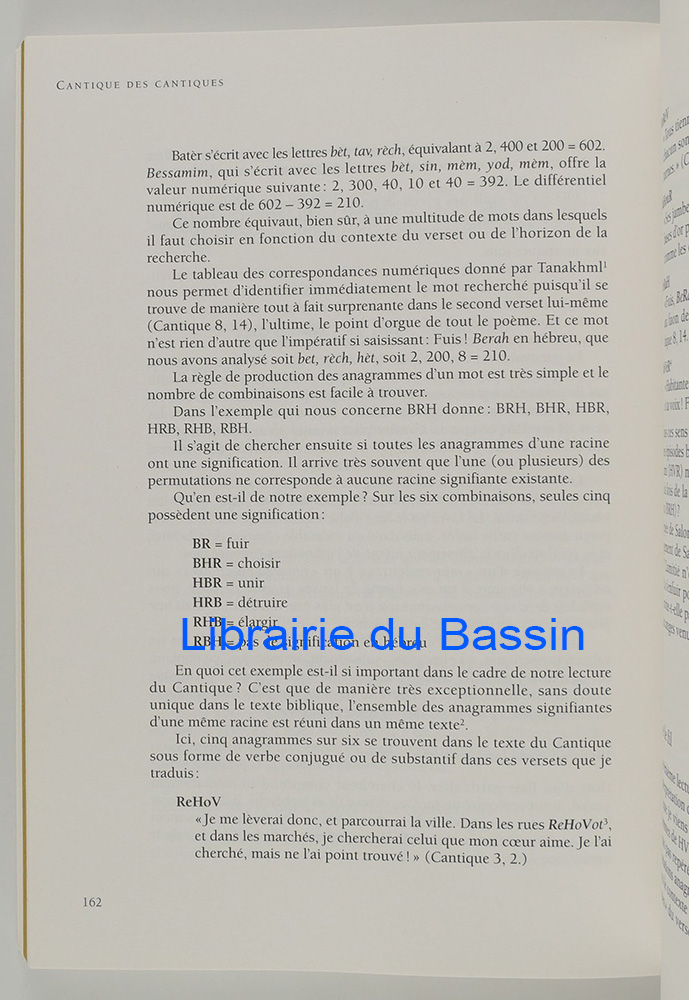 CANTIQUE DES CANTIQUES
Batèr s'écrit avec les lettres bèt, tav, rèch, équivalant à 2, 400 et 200 = 602.
Bessamim, qui s'écrit avec les lettres bèt, sin, mèm, yod, mèm, offre la
valeur numérique suivante : 2, 300, 40, 10 et 40 = 392. Le différentiel
numérique est de 602 – 392 = 210.
Ce nombre équivaut, bien sûr, à une multitude de mots dans lesquels
il faut choisir en fonction du contexte du verset ou de l'horizon de la
recherche.
Le tableau des correspondances numériques donné par Tanakhml¹
nous permet d'identifier immédiatement le mot recherché puisqu'il se
trouve de manière tout à fait surprenante dans le second verset lui-même
(Cantique 8, 14), l'ultime, le point d'orgue de tout le poème. Et ce mot
n'est rien d'autre que l'impératif si saisissant : Fuis ! Berah en hébreu, que
nous avons analysé soit bet, rèch, hèt, soit 2, 200, 8 = 210.
La règle de production des anagrammes d'un mot est très simple et le
nombre de combinaisons est facile à trouver.
Dans l'exemple qui nous concerne BRH donne : BRH, BHR, HBR,
HRB, RHB, RBH.
Il s'agit de chercher ensuite si toutes les anagrammes d'une racine
ont une signification. Il arrive très souvent que l'une (ou plusieurs) des
permutations ne corresponde à aucune racine signifiante existante.
Qu'en est-il de notre exemple ? Sur les six combinaisons, seules cinq
possèdent une signification :
BR = fuir
BHR = choisir
HBR = unir
HRB = détruire
RHB = élargir
RBH = pas de signification en hébreu
Librairie du Bassin
En quoi cet exemple est-il si important dans le cadre de notre lecture
du Cantique ? C'est que de manière très exceptionnelle, sans doute
unique dans le texte biblique, l'ensemble des anagrammes signifiantes
d'une même racine est réuni dans un même texte².
Ici, cinq anagrammes sur six se trouvent dans le texte du Cantique
sous forme de verbe conjugué ou de substantif dans ces versets que je
traduis :
ReHoV
« Je me lèverai donc, et parcourrai la ville. Dans les rues ReHoVot³,
et dans les marchés, je chercherai celui que mon cœur aime. Je l'ai
cherché, mais ne l'ai point trouvé ! » (Cantique 3, 2.)
162